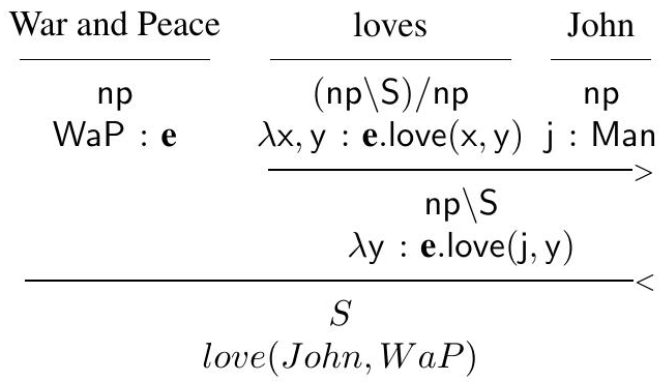 War and Peace loves John
np (np\S)/np np
WaP : e λx, y : e.love(x, y) j : Man
>
np\S
λy : e.love(j, y)
<
S
love(John, WaP)